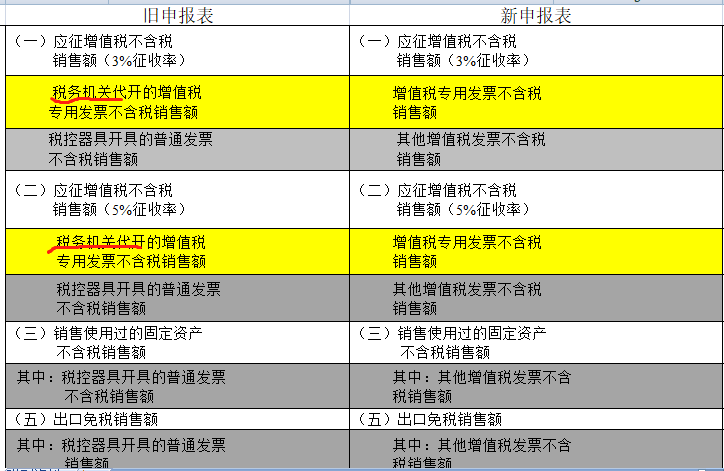 旧申报表
新申报表
（一）应征增值税不含税
销售额（3%征收率）
（一）应征增值税不含税
销售额（3%征收率）
税务机关代开的增值税
专用发票不含税销售额
增值税专用发票不含税
销售额
税控器具开具的普通发票
不含税销售额
其他增值税发票不含税
销售额
（二）应征增值税不含税
销售额（5%征收率）
（二）应征增值税不含税
销售额（5%征收率）
税务机关代开的增值税
专用发票不含税销售额
增值税专用发票不含税
销售额
税控器具开具的普通发票
不含税销售额
其他增值税发票不含税
销售额
（三）销售使用过的固定资产
不含税销售额
（三）销售使用过的固定资产
不含税销售额
其中：税控器具开具的普通发票
不含税销售额
其中：其他增值税发票不含
税销售额
（五）出口免税销售额
（五）出口免税销售额
其中：税控器具开具的普通发票
销售额
其中：其他增值税发票不含
税销售额